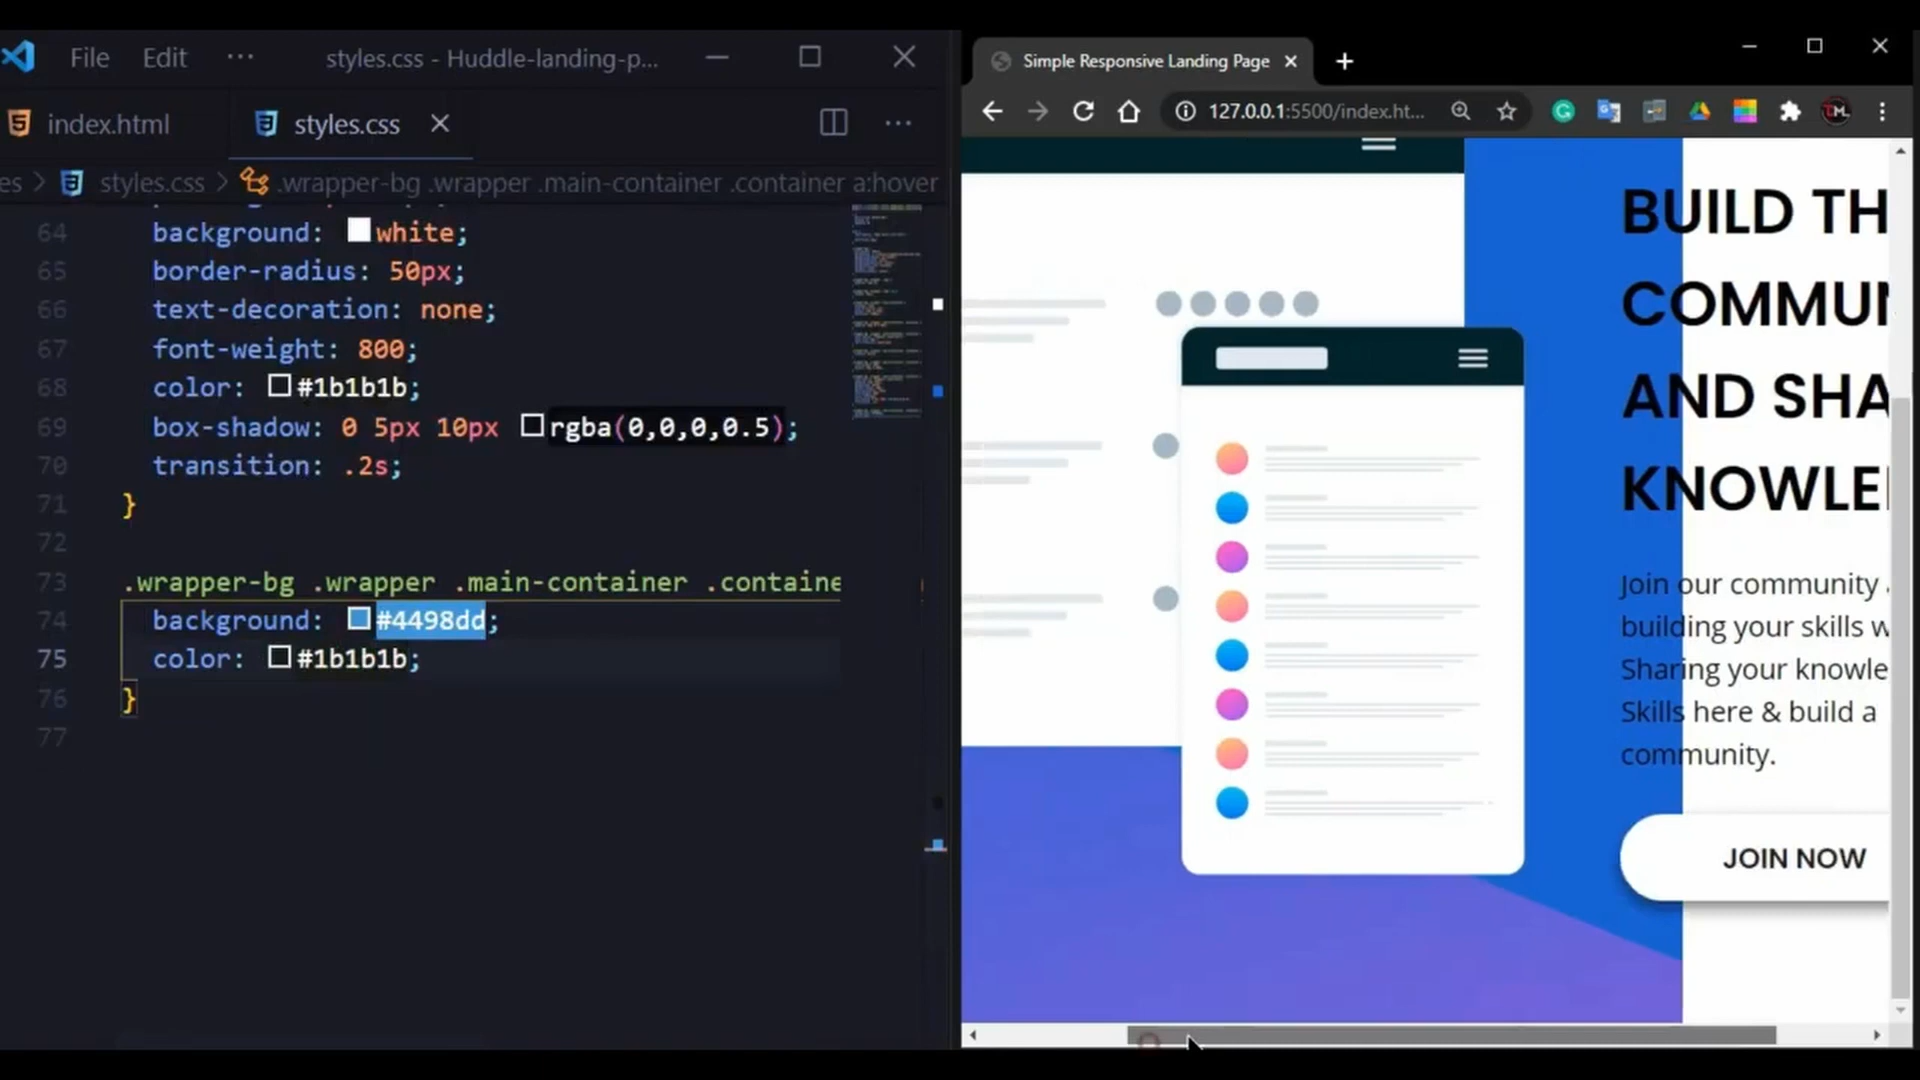 File Edit ··· styles.css - Huddle-landing-p...
index.html styles.css
es > styles.css > .wrapper-bg .wrapper .main-container .container a:hover
64 background: white;
65 border-radius: 50px;
66 text-decoration: none;
67 font-weight: 800;
68 color: #1b1b1b;
69 box-shadow: 0 5px 10px rgba(0,0,0,0.5);
70 transition: .2s;
71 }
72
73 .wrapper-bg .wrapper .main-container .containe
74 background: #4498dd;
75 color: #1b1b1b;
76 }
77
Simple Responsive Landing Page
127.0.0.1:5500/index.ht...
BUILD TH
COMMUN
AND SHA
KNOWLE
Join our community
building your skills w
Sharing your knowle
Skills here & build a
community.
JOIN NOW